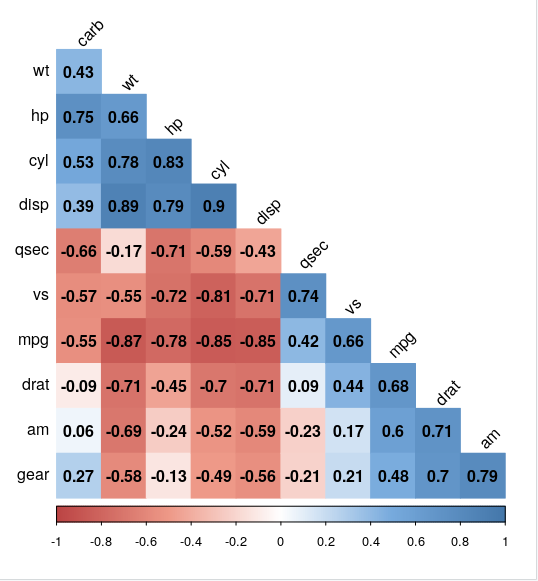 carb
wt 0.43 wt
hp 0.75 0.66 hp
cyl 0.53 0.78 0.83 cyl
disp 0.39 0.89 0.79 0.9 disp
qsec -0.66 -0.17 -0.71 -0.59 -0.43 qsec
vs -0.57 -0.55 -0.72 -0.81 -0.71 0.74 vs
mpg -0.55 -0.87 -0.78 -0.85 -0.85 0.42 0.66 mpg
drat -0.09 -0.71 -0.45 -0.7 -0.71 0.09 0.44 0.68 drat
am 0.06 -0.69 -0.24 -0.52 -0.59 -0.23 0.17 0.6 0.71 am
gear 0.27 -0.58 -0.13 -0.49 -0.56 -0.21 0.21 0.48 0.7 0.79
-1 -0.8 -0.6 -0.4 -0.2 0 0.2 0.4 0.6 0.8 1